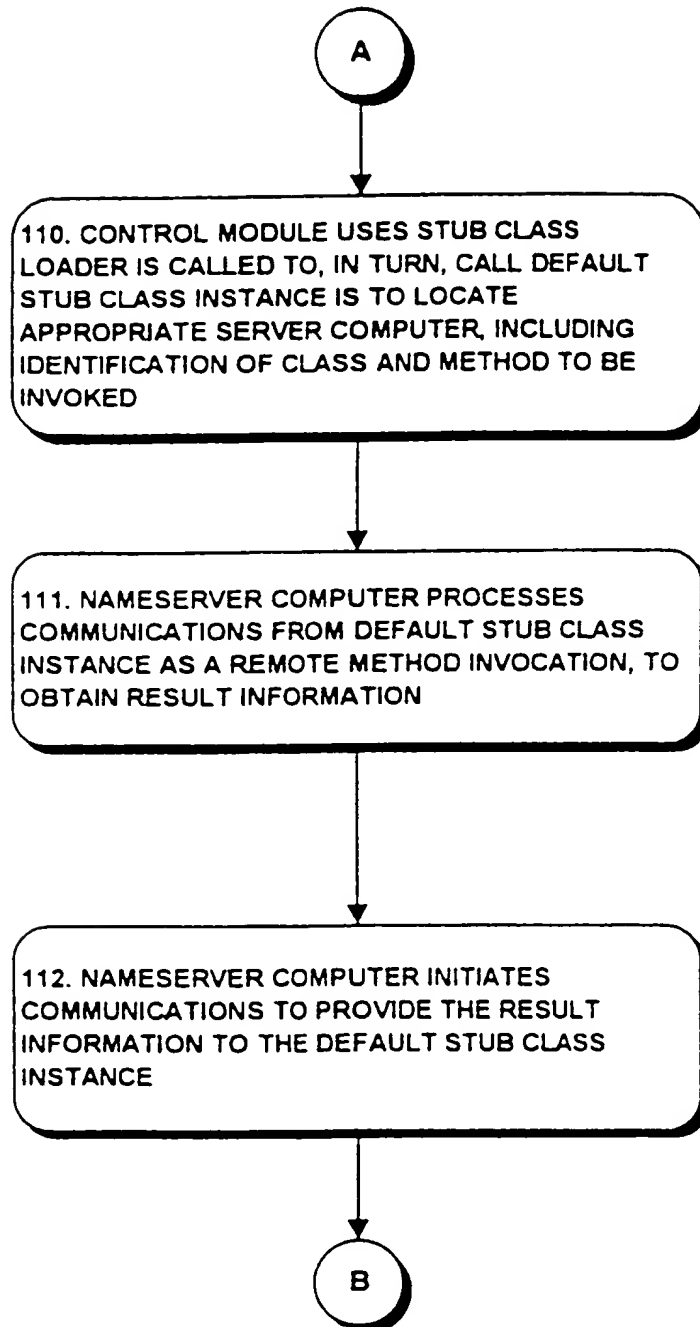 A
110. CONTROL MODULE USES STUB CLASS
LOADER IS CALLED TO, IN TURN, CALL DEFAULT
STUB CLASS INSTANCE IS TO LOCATE
APPROPRIATE SERVER COMPUTER, INCLUDING
IDENTIFICATION OF CLASS AND METHOD TO BE
INVOKED
111. NAMESERVER COMPUTER PROCESSES
COMMUNICATIONS FROM DEFAULT STUB CLASS
INSTANCE AS A REMOTE METHOD INVOCATION, TO
OBTAIN RESULT INFORMATION
112. NAMESERVER COMPUTER INITIATES
COMMUNICATIONS TO PROVIDE THE RESULT
INFORMATION TO THE DEFAULT STUB CLASS
INSTANCE
B